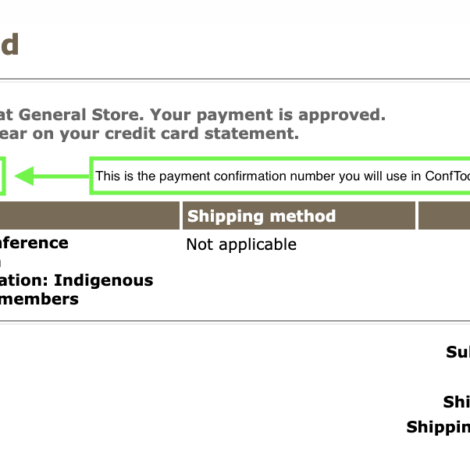 d
at General Store. Your payment is approved.
ear on your credit card statement.
This is the payment confirmation number you will use in ConfToo
Shipping method
nference Not applicable
ation: Indigenous
members
Su
Shi
Shippin